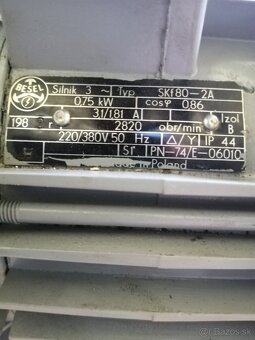 BESEL
Silnik 3 ~ Typ SKf80-2A
0,75 kW cosφ 0,86
3,1/1,81 A Izol
198 r 2820 obr/min B
220/380V 50 Hz △/Y IP 44
Sr PN-74/E-06010
Poland
bazos.sk